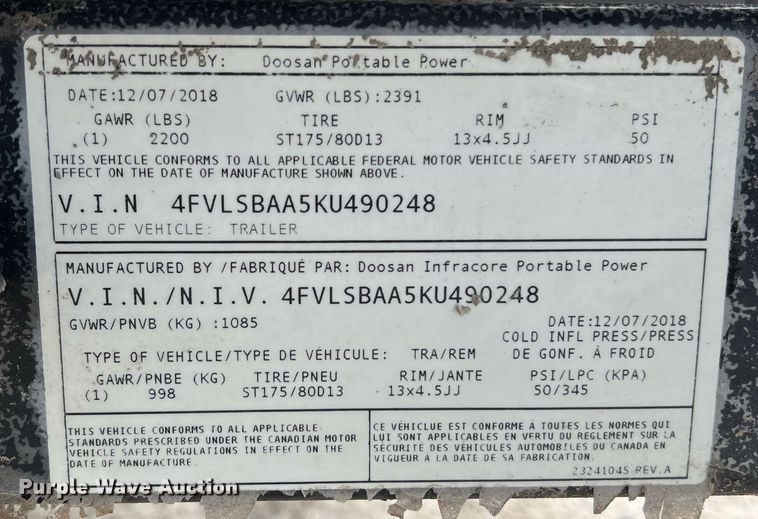 MANUFACTURED BY: Doosan Portable Power
DATE:12/07/2018 GVWR (LBS):2391
GAWR (LBS) TIRE RIM PSI
(1) 2200 ST175/80D13 13x4.5JJ 50
THIS VEHICLE CONFORMS TO ALL APPLICABLE FEDERAL MOTOR VEHICLE SAFETY STANDARDS IN
EFFECT ON THE DATE OF MANUFACTURE SHOWN ABOVE.
V.I.N 4FVLSBAA5KU490248
TYPE OF VEHICLE: TRAILER
MANUFACTURED BY /FABRIQUÉ PAR: Doosan Infracore Portable Power
V.I.N./N.I.V. 4FVLSBAA5KU490248
GVWR/PNVB (KG) :1085 DATE:12/07/2018
COLD INFL PRESS/PRESS
TYPE OF VEHICLE/TYPE DE VÉHICULE: TRA/REM DE GONF. À FROID
GAWR/PNBE (KG) TIRE/PNEU RIM/JANTE PSI/LPC (KPA)
(1) 998 ST175/80D13 13x4.5JJ 50/345
THIS VEHICLE CONFORMS TO ALL APPLICABLE
STANDARDS PRESCRIBED UNDER THE CANADIAN MOTOR
VEHICLE SAFETY REGULATIONS IN EFFECT ON THE
DATE OF MANUFACTURE.
CE VÉHICLUE EST CONFORME À TOUTES LES NORMES QUI
LUI SONT APPLICABLES EN VERTU DU RÈGLEMENT SUR LA
SÉCURITÉ DES VÉHICULES AUTOMOBILES DU CANADA EN
VIGUEUR À LA DATE DE SA FABRICATION.
23241045 REV.A
Purple Wave Auction